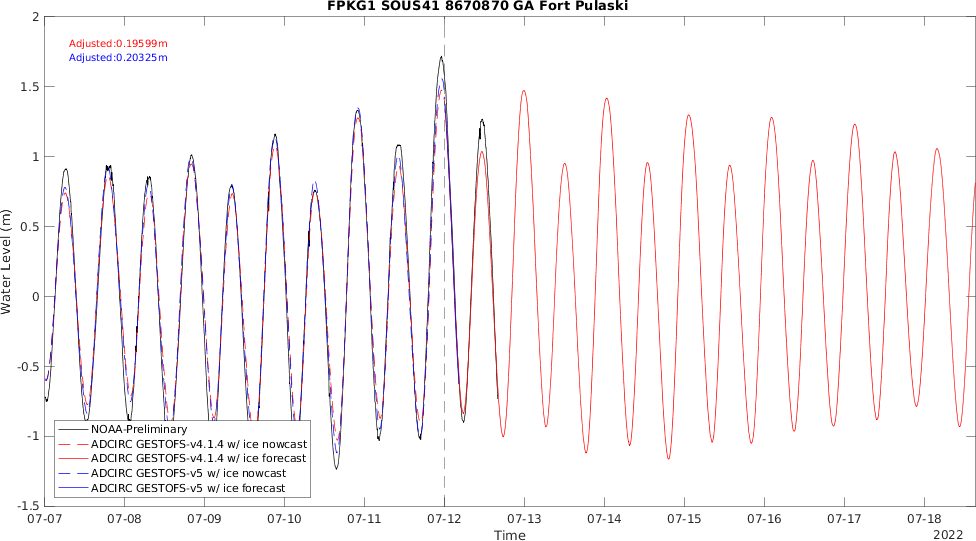 FPKG1 SOUS41 8670870 GA Fort Pulaski
2
Adjusted:0.19599m
Adjusted:0.20325m
1.5
1
0.5
0
-0.5
-1
-1.5
Water Level (m)
NOAA-Preliminary
ADCIRC GESTOFS-v4.1.4 w/ ice nowcast
ADCIRC GESTOFS-v4.1.4 w/ ice forecast
ADCIRC GESTOFS-v5 w/ ice nowcast
ADCIRC GESTOFS-v5 w/ ice forecast
07-07 07-08 07-09 07-10 07-11 07-12 07-13 07-14 07-15 07-16 07-17 07-18
Time
2022